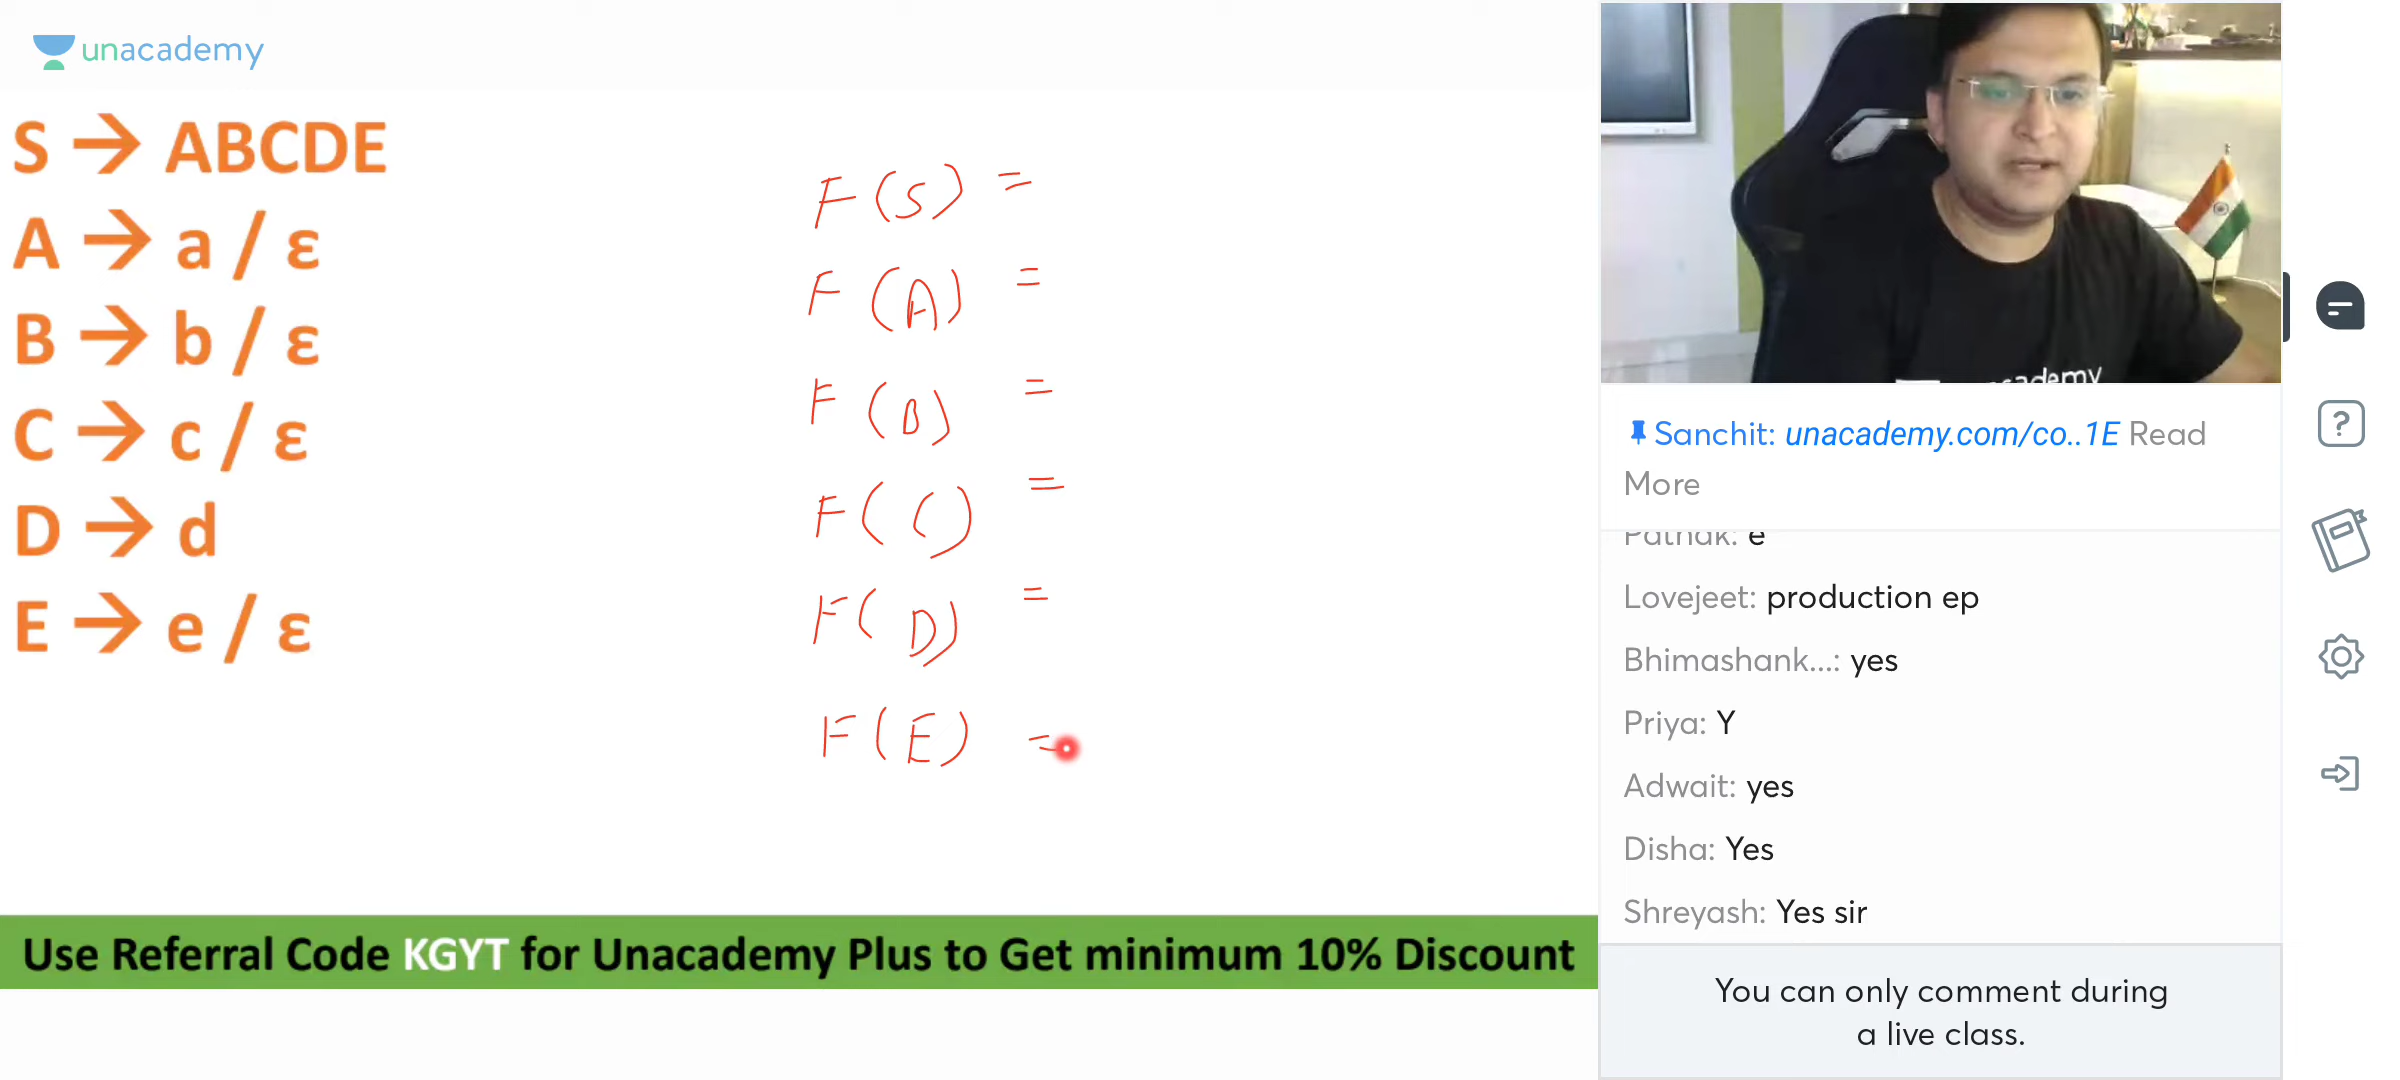 unacademy
S → ABCDE
A → a / ε
B → b / ε
C → c / ε
D → d
E → e / ε
F(S) =
F(A) =
F(B) =
F(C) =
F(D) =
F(E) =
Use Referral Code KGYT for Unacademy Plus to Get minimum 10% Discount
Sanchit: unacademy.com/co..1E Read
More
Pathak: e
Lovejeet: production ep
Bhimashank...: yes
Priya: Y
Adwait: yes
Disha: Yes
Shreyash: Yes sir
You can only comment during
a live class.